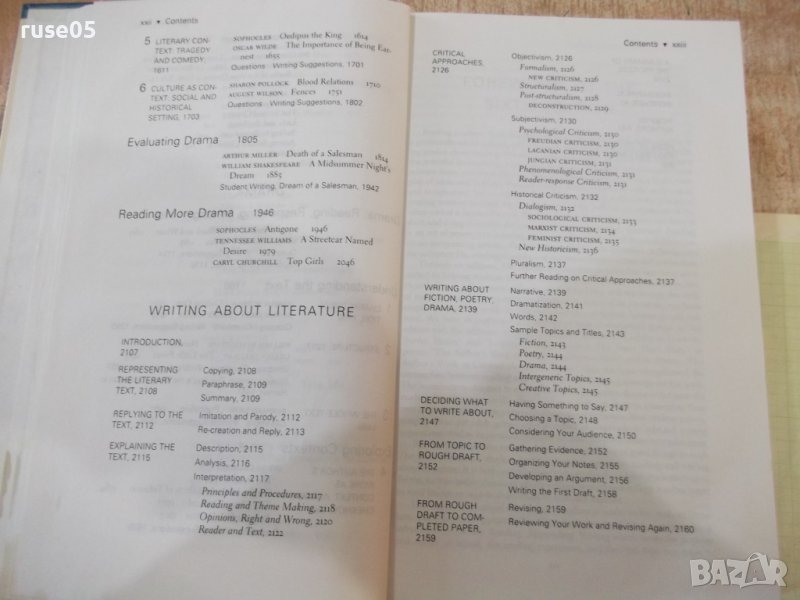 ruse05
xxii ▾ Contents
5 LITERARY CON-
TEXT: TRAGEDY
AND COMEDY,
1611
SOPHOCLES Oedipus the King 1614
OSCAR WILDE The Importance of Being Ear-
nest 1655
Questions · Writing Suggestions, 1701
6 CULTURE AS CON-
TEXT: SOCIAL AND
HISTORICAL
SETTING, 1703
SHARON POLLOCK Blood Relations 1710
AUGUST WILSON Fences 1751
Questions · Writing Suggestions, 1802
Evaluating Drama 1805
ARTHUR MILLER Death of a Salesman 1814
WILLIAM SHAKESPEARE A Midsummer Night's
Dream 1885
Student Writing, Dream of a Salesman, 1942
Reading More Drama 1946
SOPHOCLES Antigone 1946
TENNESSEE WILLIAMS A Streetcar Named
Desire 1979
CARYL CHURCHILL Top Girls 2046
WRITING ABOUT LITERATURE
INTRODUCTION,
2107
REPRESENTING
THE LITERARY
TEXT, 2108
Copying, 2108
Paraphrase, 2109
Summary, 2109
REPLYING TO THE
TEXT, 2112
Imitation and Parody, 2112
Re-creation and Reply, 2113
EXPLAINING THE
TEXT, 2115
Description, 2115
Analysis, 2116
Interpretation, 2117
Principles and Procedures, 2117
Reading and Theme Making, 2118
Opinions, Right and Wrong, 2120
Reader and Text, 2122
Contents ▾ xxiii
CRITICAL
APPROACHES,
2126
Objectivism, 2126
Formalism, 2126
NEW CRITICISM, 2126
Structuralism, 2127
Post-structuralism, 2128
DECONSTRUCTION, 2129
Subjectivism, 2130
Psychological Criticism, 2130
FREUDIAN CRITICISM, 2130
LACANIAN CRITICISM, 2131
JUNGIAN CRITICISM, 2131
Phenomenological Criticism, 2131
Reader-response Criticism, 2131
Historical Criticism, 2132
Dialogism, 2132
SOCIOLOGICAL CRITICISM, 2133
MARXIST CRITICISM, 2134
FEMINIST CRITICISM, 2135
New Historicism, 2136
Pluralism, 2137
Further Reading on Critical Approaches, 2137
WRITING ABOUT
FICTION, POETRY,
DRAMA, 2139
Narrative, 2139
Dramatization, 2141
Words, 2142
Sample Topics and Titles, 2143
Fiction, 2143
Poetry, 2144
Drama, 2144
Intergeneric Topics, 2145
Creative Topics, 2145
DECIDING WHAT
TO WRITE ABOUT,
2147
Having Something to Say, 2147
Choosing a Topic, 2148
Considering Your Audience, 2150
FROM TOPIC TO
ROUGH DRAFT,
2152
Gathering Evidence, 2152
Organizing Your Notes, 2155
Developing an Argument, 2156
Writing the First Draft, 2158
FROM ROUGH
DRAFT TO COM-
PLETED PAPER,
2159
Revising, 2159
Reviewing Your Work and Revising Again, 2160
BAZAR